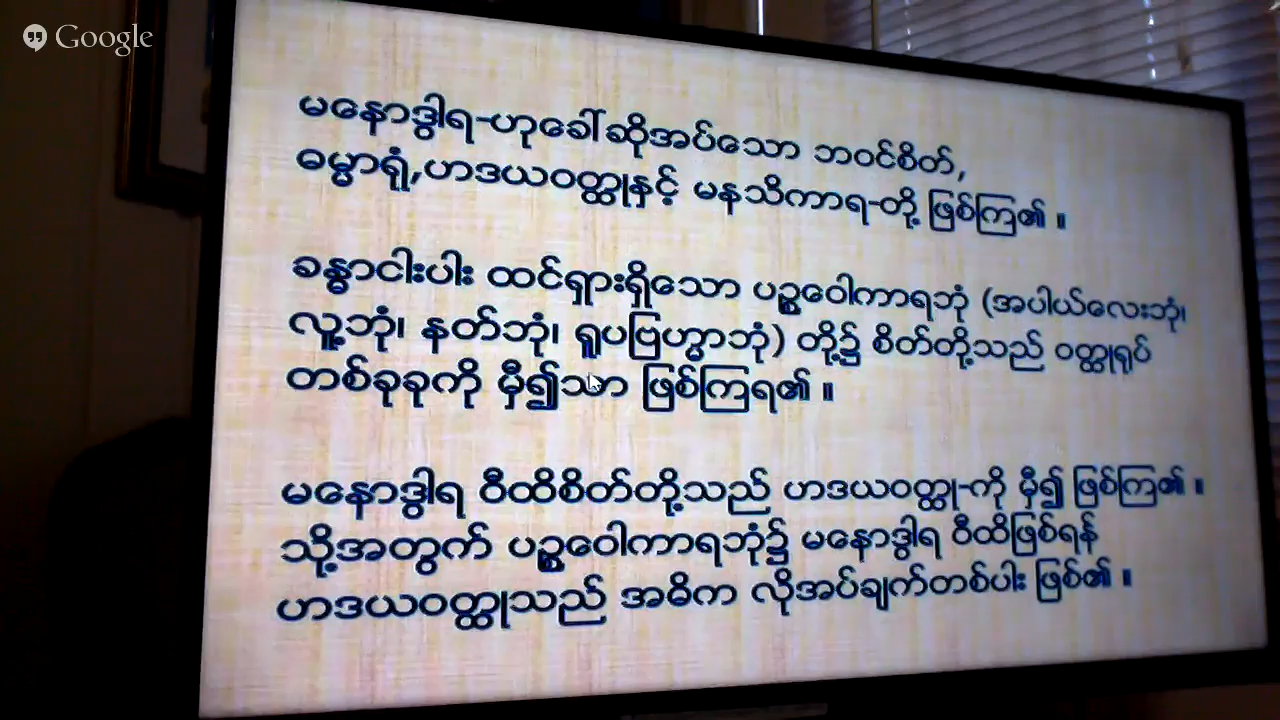 Google
မနောဒွါရ-ဟုခေါ်ဆိုအပ်သော ဘဝင်စိတ်,
ဓမ္မာရုံ,ဟဒယဝတ္ထုနှင့် မနသိကာရ-တို့ ဖြစ်ကြ၏ ။
ခန္ဓာငါးပါး ထင်ရှားရှိသော ပဉ္စဝေါကာရဘုံ (အပါယ်လေးဘုံ၊
လူ့ဘုံ၊ နတ်ဘုံ၊ ရူပဗြဟ္မာဘုံ) တို့၌ စိတ်တို့သည် ဝတ္ထုရုပ်
တစ်ခုခုကို မှီ၍သာ ဖြစ်ကြရ၏ ။
မနောဒွါရ ဝီထိစိတ်တို့သည် ဟဒယဝတ္ထု-ကို မှီ၍ ဖြစ်ကြ၏ ။
သို့အတွက် ပဉ္စဝေါကာရဘုံ၌ မနောဒွါရ ဝီထိဖြစ်ရန်
ဟဒယဝတ္ထုသည် အဓိက လိုအပ်ချက်တစ်ပါး ဖြစ်၏ ။